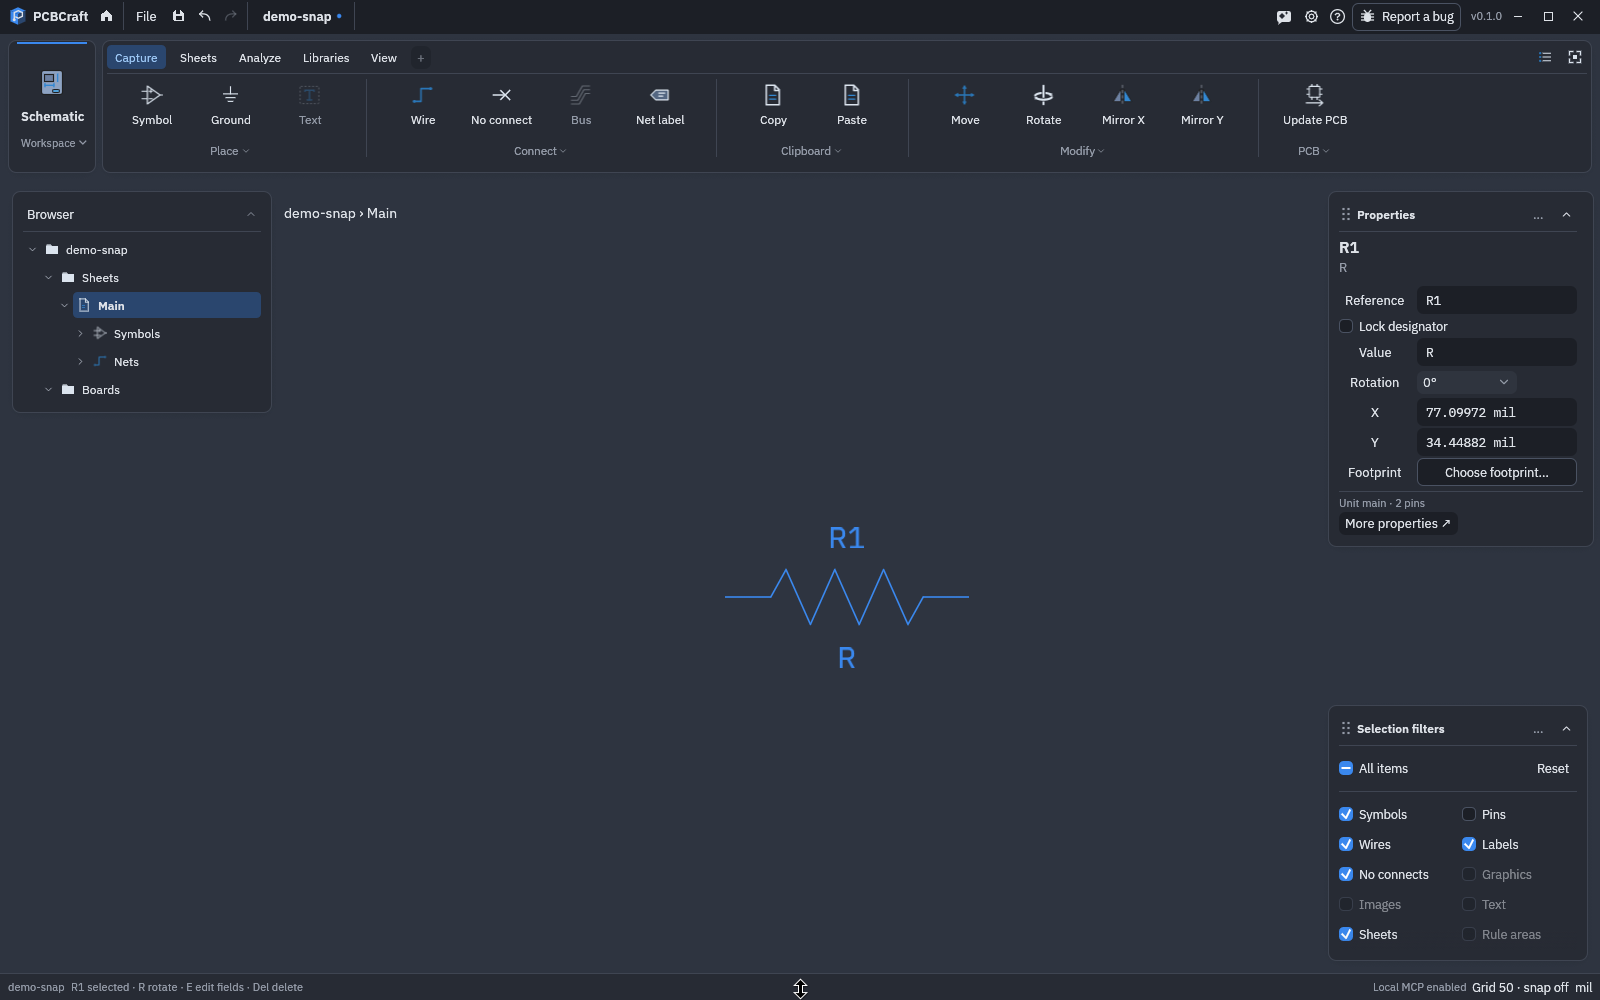 PCBCraft File demo-snap • Report a bug v0.1.0
Capture Sheets Analyze Libraries View +
Schematic
Workspace
Symbol Ground Text Wire No connect Bus Net label Copy Paste Move Rotate Mirror X Mirror Y Update PCB
Place Connect Clipboard Modify PCB
Browser
demo-snap
Sheets
Main
Symbols
Nets
Boards
demo-snap › Main
R1
R
Properties ...
R1
R
Reference R1
Lock designator
Value R
Rotation 0°
X 77.09972 mil
Y 34.44882 mil
Footprint Choose footprint...
Unit main · 2 pins
More properties ↗
Selection filters ...
All items Reset
Symbols Pins
Wires Labels
No connects Graphics
Images Text
Sheets Rule areas
demo-snap R1 selected · R rotate · E edit fields · Del delete
Local MCP enabled Grid 50 · snap off mil